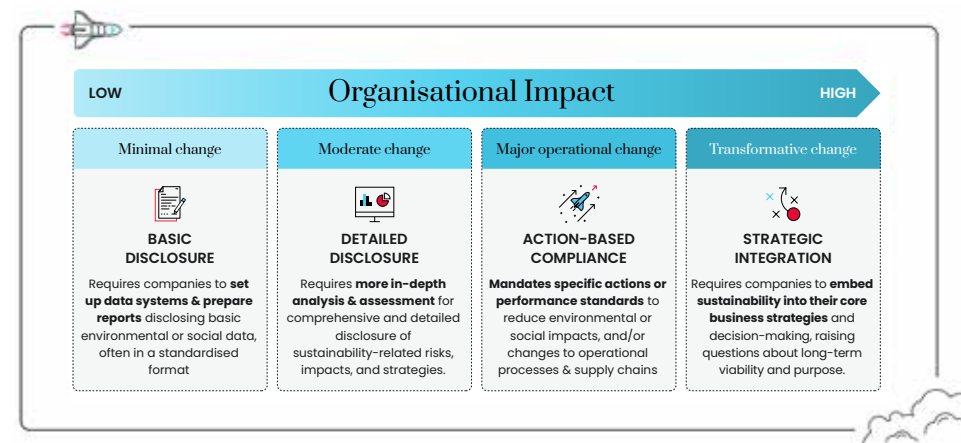 LOW
Organisational Impact
HIGH
Minimal change
BASIC
DISCLOSURE
Requires companies to set
up data systems & prepare
reports disclosing basic
environmental or social data,
often in a standardised
format
Moderate change
DETAILED
DISCLOSURE
Requires more in-depth
analysis & assessment for
comprehensive and detailed
disclosure of
sustainability-related risks,
impacts, and strategies.
Major operational change
ACTION-BASED
COMPLIANCE
Mandates specific actions or
performance standards to
reduce environmental or
social impacts, and/or
changes to operational
processes & supply chains
Transformative change
STRATEGIC
INTEGRATION
Requires companies to embed
sustainability into their core
business strategies and
decision-making, raising
questions about long-term
viability and purpose.